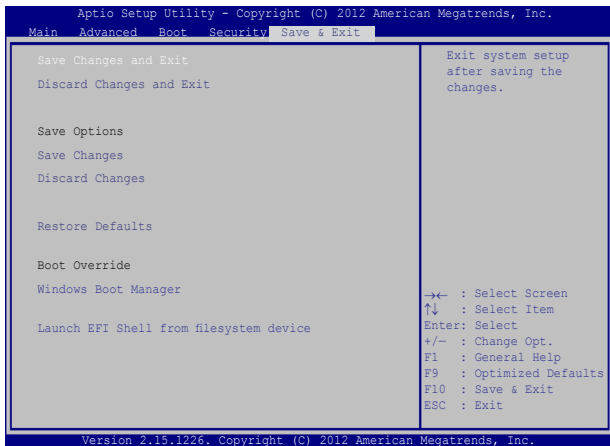 Aptio Setup Utility - Copyright (C) 2012 American Megatrends, Inc.
Main Advanced Boot Security Save & Exit
Save Changes and Exit
Discard Changes and Exit
Save Options
Save Changes
Discard Changes
Restore Defaults
Boot Override
Windows Boot Manager
Launch EFI Shell from filesystem device
Exit system setup
after saving the
changes.
→← : Select Screen
↑↓ : Select Item
Enter: Select
+/— : Change Opt.
F1 : General Help
F9 : Optimized Defaults
F10 : Save & Exit
ESC : Exit
Version 2.15.1226. Copyright (C) 2012 American Megatrends, Inc.